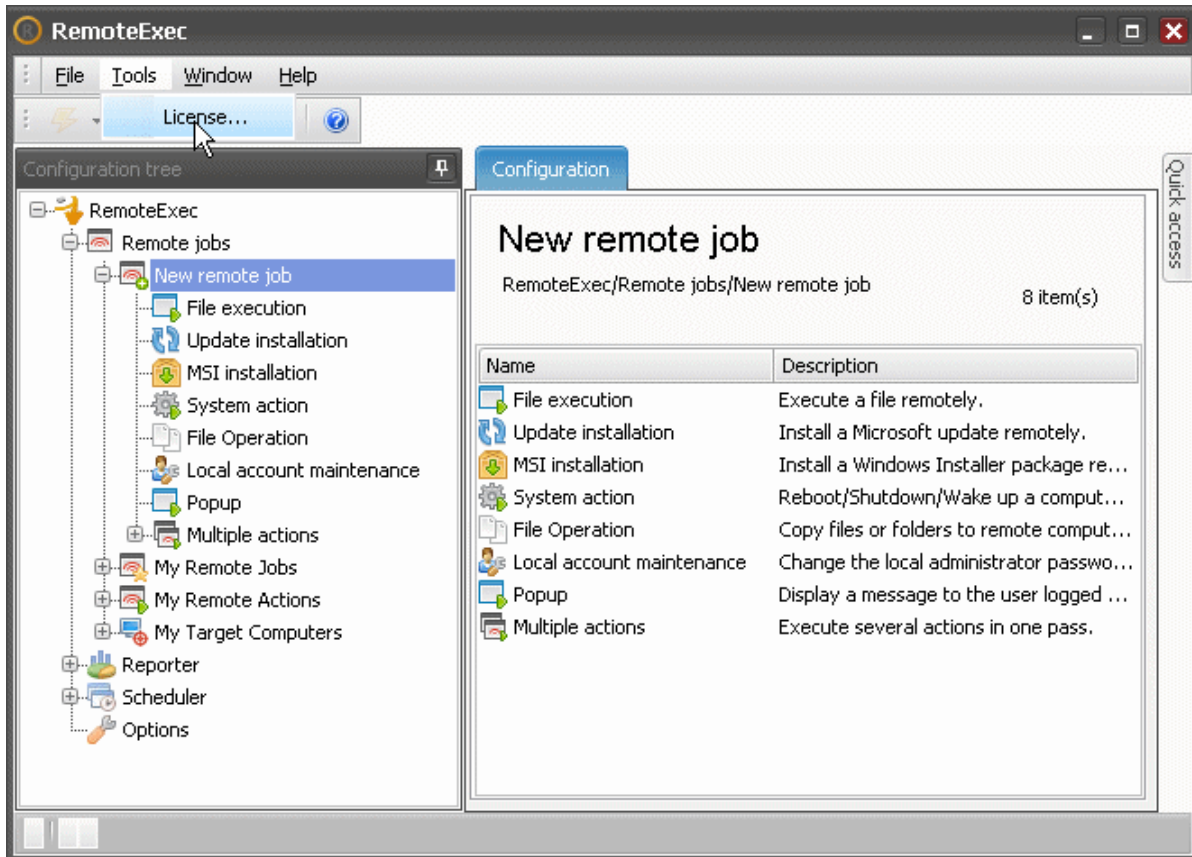 RemoteExec
File Tools Window Help
License...
Configuration tree
RemoteExec
Remote jobs
New remote job
File execution
Update installation
MSI installation
System action
File Operation
Local account maintenance
Popup
Multiple actions
My Remote Jobs
My Remote Actions
My Target Computers
Reporter
Scheduler
Options
Configuration
New remote job
RemoteExec/Remote jobs/New remote job
8 item(s)
Name Description
File execution Execute a file remotely.
Update installation Install a Microsoft update remotely.
MSI installation Install a Windows Installer package re...
System action Reboot/Shutdown/Wake up a comput...
File Operation Copy files or folders to remote comput...
Local account maintenance Change the local administrator passwo...
Popup Display a message to the user logged ...
Multiple actions Execute several actions in one pass.
Quick access